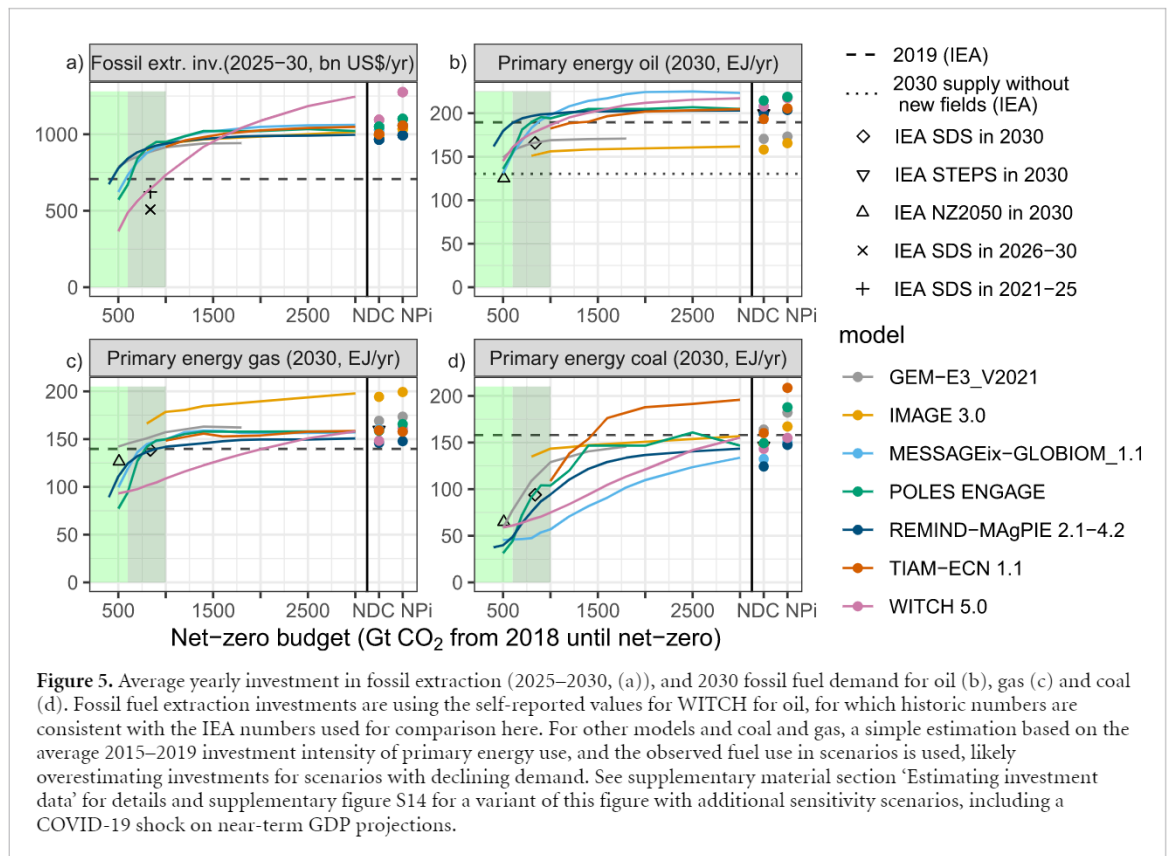 a) Fossil extr. inv.(2025−30, bn US$/yr)
1000
500
0
500 1500 2500 NDC NPi
b) Primary energy oil (2030, EJ/yr)
200
150
100
50
0
500 1500 2500 NDC NPi
c) Primary energy gas (2030, EJ/yr)
200
150
100
50
0
500 1500 2500 NDC NPi
d) Primary energy coal (2030, EJ/yr)
200
150
100
50
0
500 1500 2500 NDC NPi
Net−zero budget (Gt CO₂ from 2018 until net−zero)
2019 (IEA)
2030 supply without
new fields (IEA)
IEA SDS in 2030
IEA STEPS in 2030
IEA NZ2050 in 2030
IEA SDS in 2026−30
IEA SDS in 2021−25
model
GEM−E3_V2021
IMAGE 3.0
MESSAGEix−GLOBIOM_1.1
POLES ENGAGE
REMIND−MAgPIE 2.1−4.2
TIAM−ECN 1.1
WITCH 5.0
Figure 5. Average yearly investment in fossil extraction (2025–2030, (a)), and 2030 fossil fuel demand for oil (b), gas (c) and coal
(d). Fossil fuel extraction investments are using the self-reported values for WITCH for oil, for which historic numbers are
consistent with the IEA numbers used for comparison here. For other models and coal and gas, a simple estimation based on the
average 2015–2019 investment intensity of primary energy use, and the observed fuel use in scenarios is used, likely
overestimating investments for scenarios with declining demand. See supplementary material section ‘Estimating investment
data’ for details and supplementary figure S14 for a variant of this figure with additional sensitivity scenarios, including a
COVID-19 shock on near-term GDP projections.